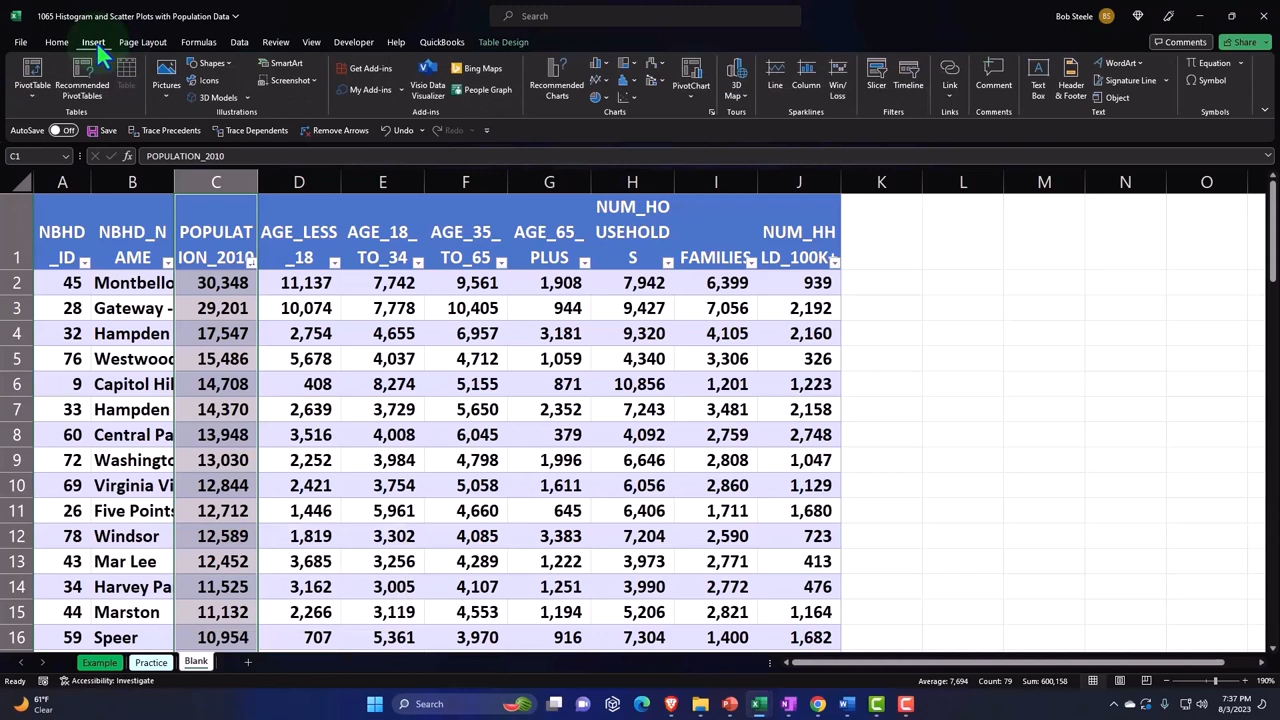 1065 Histogram and Scatter Plots with Population Data
Search
Bob Steele
BS
File Home Insert Page Layout Formulas Data Review View Developer Help QuickBooks Table Design
Comments
Share
PivotTable
Recommended PivotTables
Table
Tables
Pictures
Shapes
Icons
3D Models
SmartArt
Screenshot
Illustrations
Get Add-ins
My Add-ins
Visio Data Visualizer
Bing Maps
People Graph
Add-ins
Recommended Charts
PivotChart
Charts
3D Map
Tours
Line
Column
Win/Loss
Sparklines
Slicer
Timeline
Filters
Link
Links
Comment
Comments
Text Box
Header & Footer
WordArt
Signature Line
Object
Text
Equation
Symbol
Symbols
AutoSave Off Save Trace Precedents Trace Dependents Remove Arrows Undo Redo
C1 fx POPULATION_2010
A B C D E F G H I J K L M N O
1 NBHD_ID NBHD_NAME POPULATION_2010 AGE_LESS_18 AGE_18_TO_34 AGE_35_TO_65 AGE_65_PLUS NUM_HOUSEHOLDS FAMILIES NUM_HHLD_100K+
2 45 Montbello 30,348 11,137 7,742 9,561 1,908 7,942 6,399 939
3 28 Gateway - 29,201 10,074 7,778 10,405 944 9,427 7,056 2,192
4 32 Hampden 17,547 2,754 4,655 6,957 3,181 9,320 4,105 2,160
5 76 Westwood 15,486 5,678 4,037 4,712 1,059 4,340 3,306 326
6 9 Capitol Hil 14,708 408 8,274 5,155 871 10,856 1,201 1,223
7 33 Hampden 14,370 2,639 3,729 5,650 2,352 7,243 3,481 2,158
8 60 Central Pa 13,948 3,516 4,008 6,045 379 4,092 2,759 2,748
9 72 Washingto 13,030 2,252 3,984 4,798 1,996 6,646 2,808 1,047
10 69 Virginia Vi 12,844 2,421 3,754 5,058 1,611 6,056 2,860 1,129
11 26 Five Points 12,712 1,446 5,961 4,660 645 6,406 1,711 1,680
12 78 Windsor 12,589 1,819 3,302 4,085 3,383 7,204 2,590 723
13 43 Mar Lee 12,452 3,685 3,256 4,289 1,222 3,973 2,771 413
14 34 Harvey Pa 11,525 3,162 3,005 4,107 1,251 3,990 2,772 476
15 44 Marston 11,132 2,266 3,119 4,553 1,194 5,206 2,821 1,164
16 59 Speer 10,954 707 5,361 3,970 916 7,304 1,400 1,682
Example Practice Blank
Ready Accessibility: Investigate Average: 7,694 Count: 79 Sum: 600,158 190%
61°F
Clear
Search
7:37 PM
8/3/2023